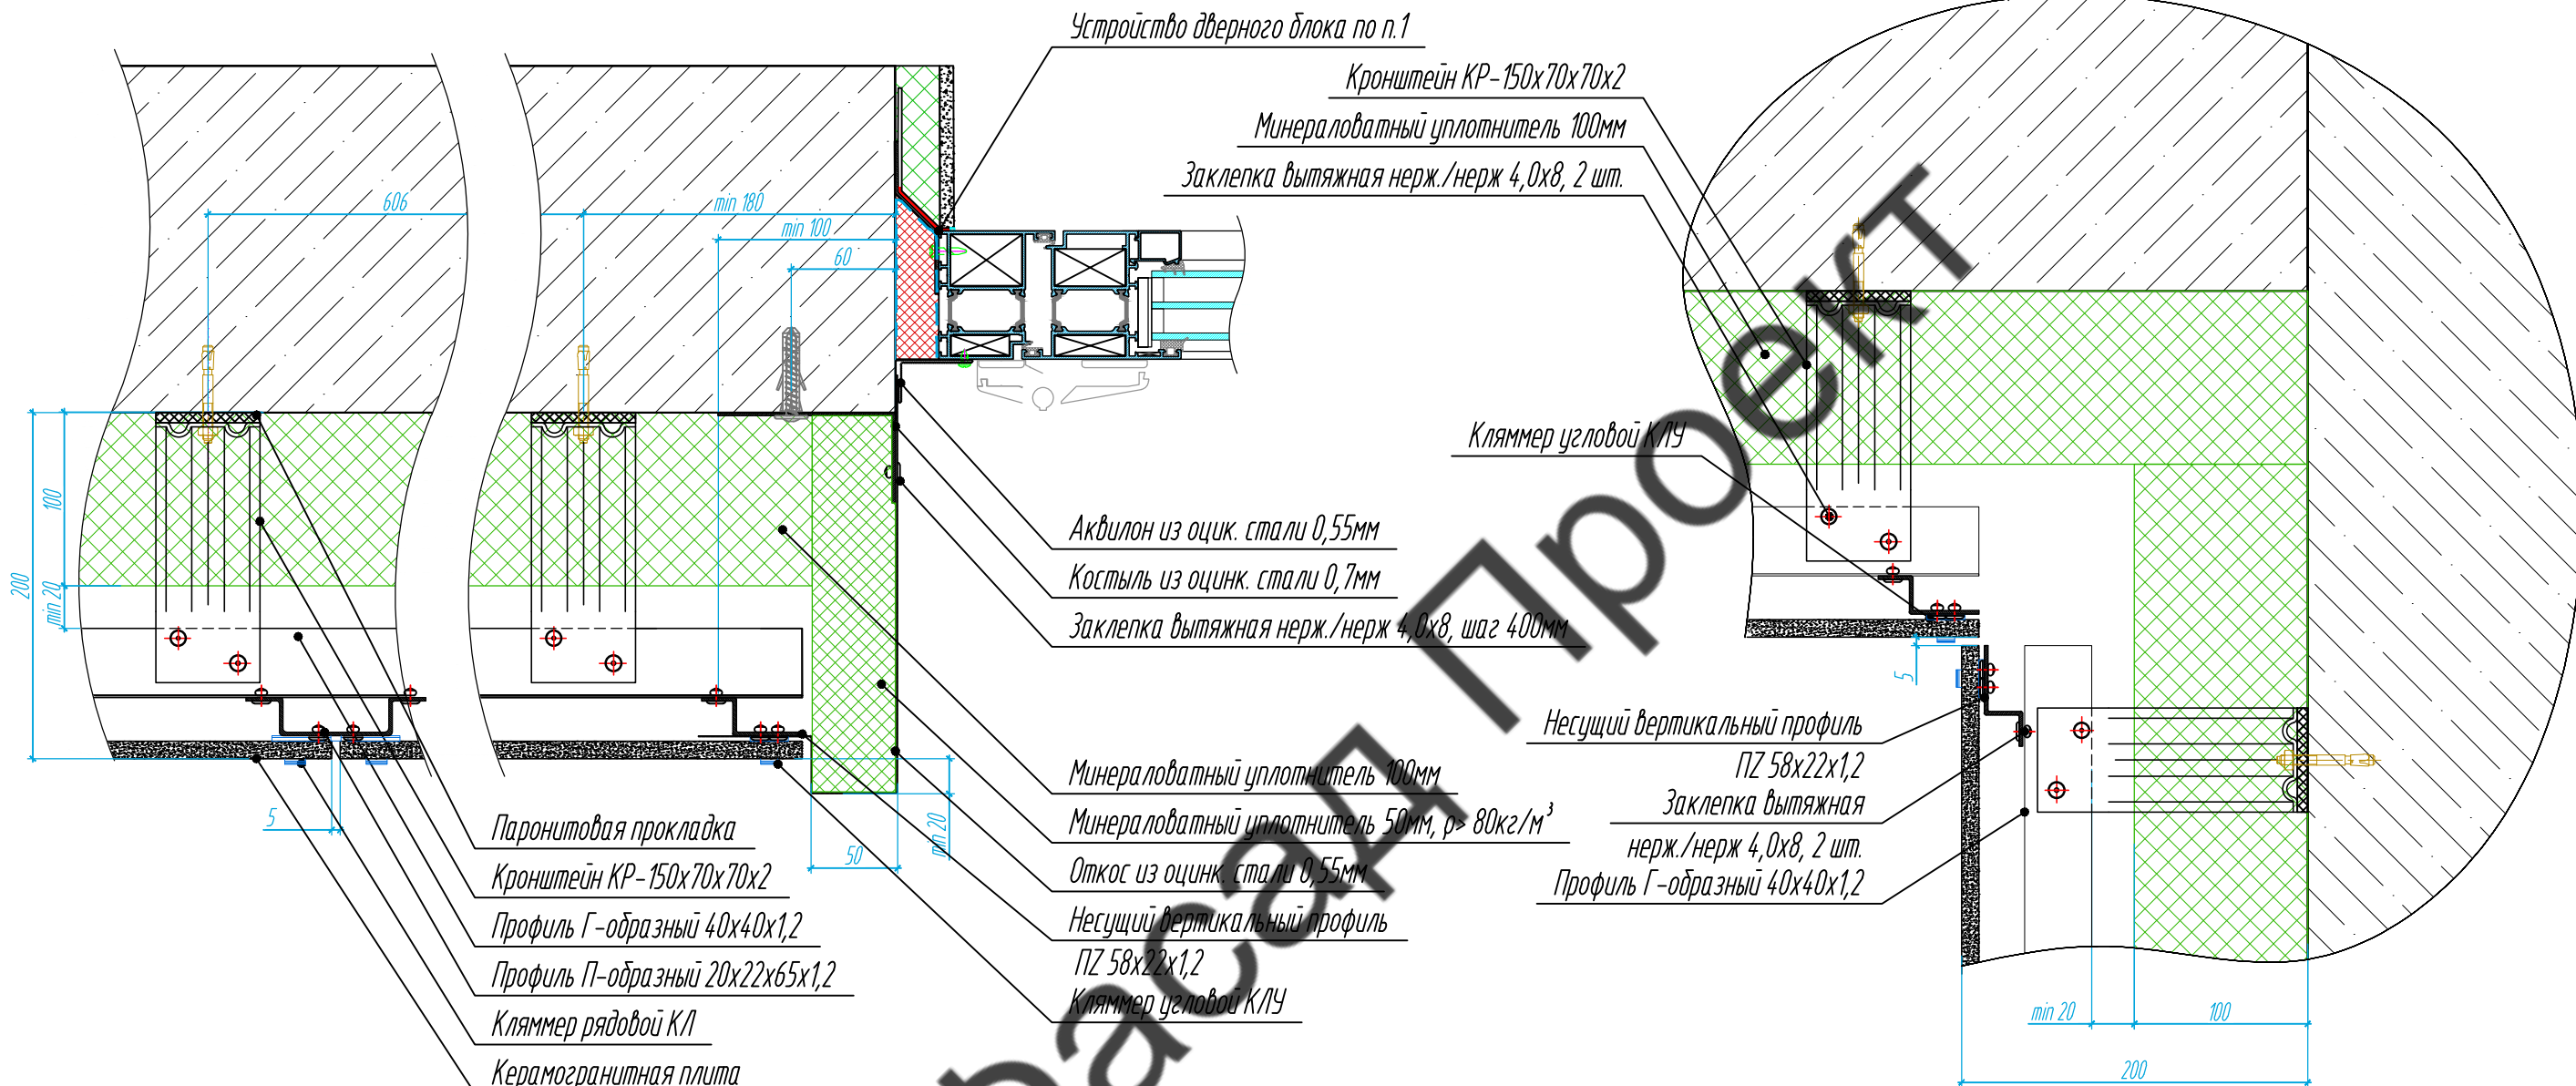 Устройство дверного блока по п.1
Кронштейн КР-150х70х70х2
Минераловатный уплотнитель 100мм
Заклепка вытяжная нерж./нерж 4,0х8, 2 шт.
606
min 180
min 100
60
Кляммер угловой КЛУ
100
200
min 20
Аквилон из оцик. стали 0,55мм
Костыль из оцинк. стали 0,7мм
Заклепка вытяжная нерж./нерж 4,0х8, шаг 400мм
5
Несущий вертикальный профиль
ПZ 58х22х1,2
Заклепка вытяжная
нерж./нерж 4,0х8, 2 шт.
Профиль Г-образный 40х40х1,2
Минераловатный уплотнитель 100мм
Минераловатный уплотнитель 50мм, ρ> 80кг/м³
Откос из оцинк. стали 0,55мм
Несущий вертикальный профиль
ПZ 58х22х1,2
Кляммер угловой КЛУ
5
50
min 20
Паронитовая прокладка
Кронштейн КР-150х70х70х2
Профиль Г-образный 40х40х1,2
Профиль П-образный 20х22х65х1,2
Кляммер рядовой КЛ
Керамогранитная плита
min 20
100
200
Фасад Проект